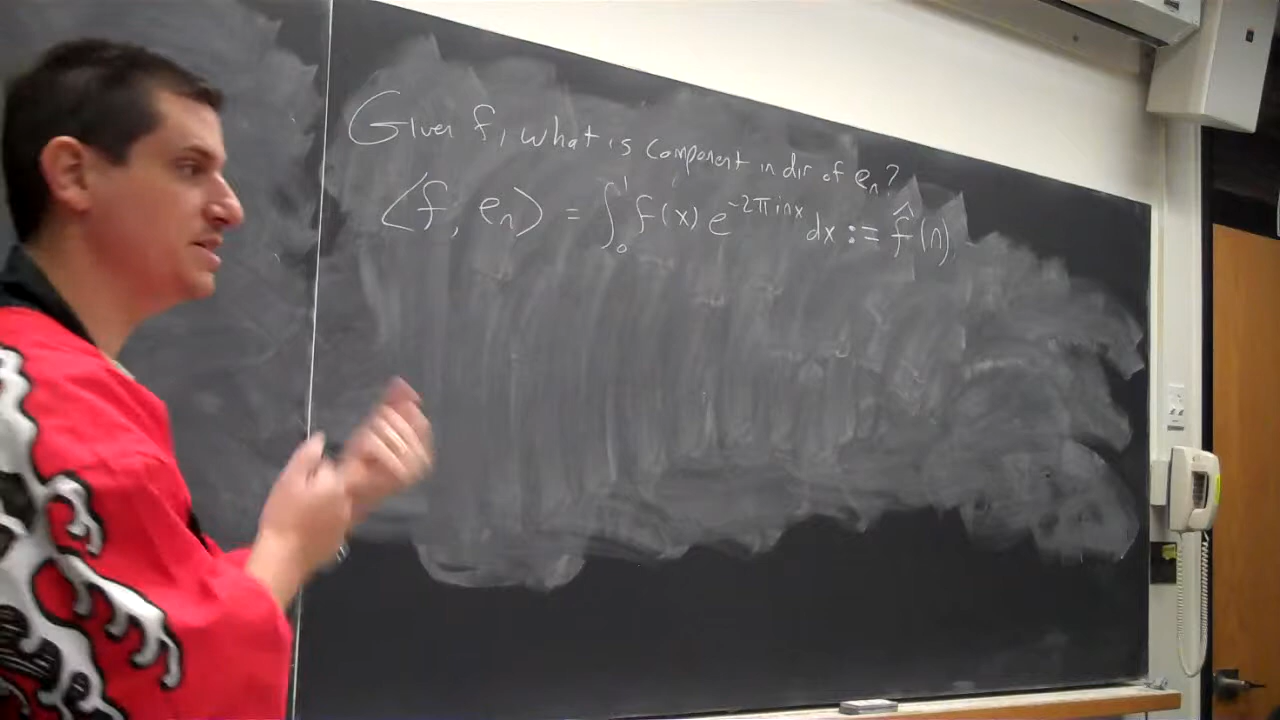 Given f, what is component in dir of eₙ?
⟨f, eₙ⟩ = ∫₀¹ f(x) e^{-2πinx} dx := f̂(n).